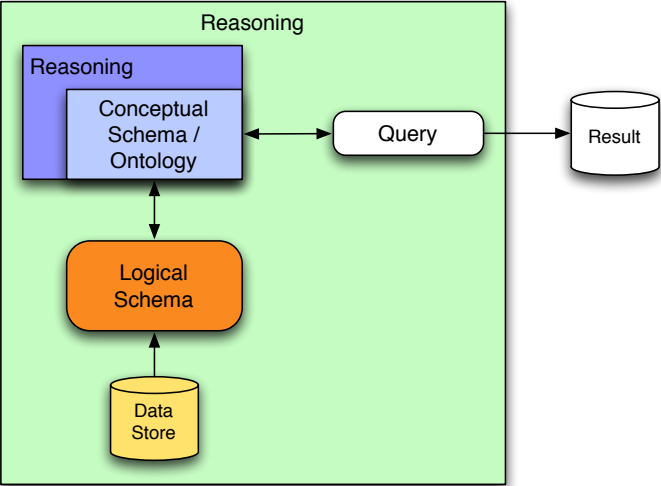 Reasoning
Reasoning
Conceptual
Schema /
Ontology
Query
Result
Logical
Schema
Data
Store